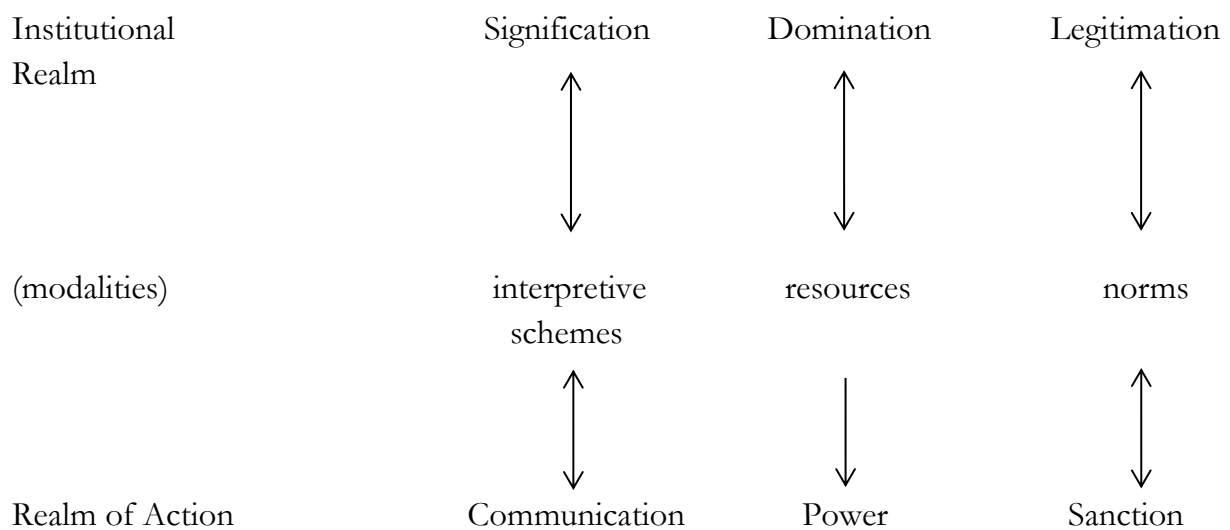 Institutional Signification Domination Legitimation
Realm
(modalities) interpretive resources norms
schemes
Realm of Action Communication Power Sanction